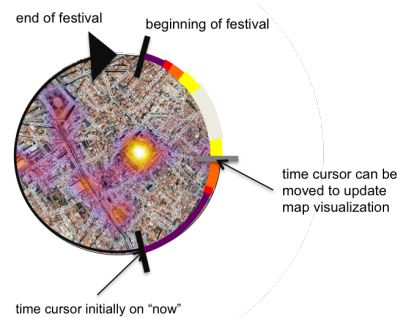 end of festival
beginning of festival
time cursor can be
moved to update
map visualization
time cursor initially on “now”